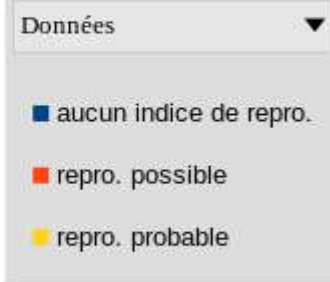 Données
aucun indice de repro.
repro. possible
repro. probable